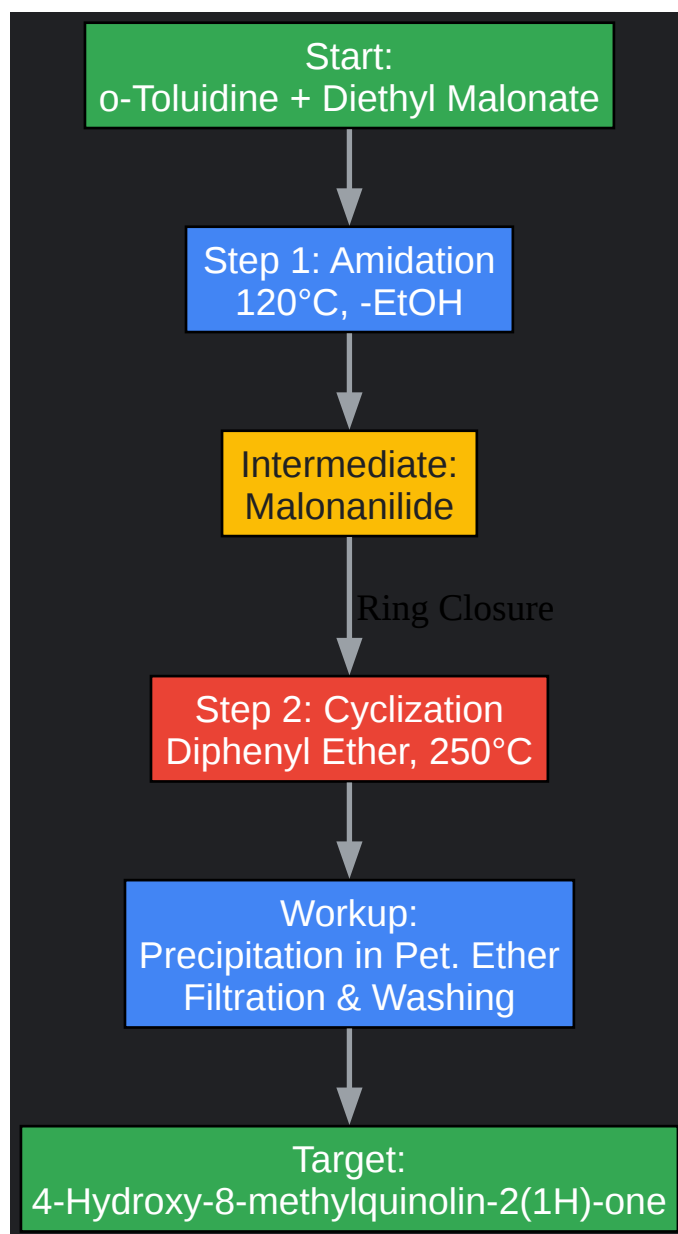 Start:
o-Toluidine + Diethyl Malonate
Step 1: Amidation
120°C, -EtOH
Intermediate:
Malonanilide
Ring Closure
Step 2: Cyclization
Diphenyl Ether, 250°C
Workup:
Precipitation in Pet. Ether
Filtration & Washing
Target:
4-Hydroxy-8-methylquinolin-2(1H)-one